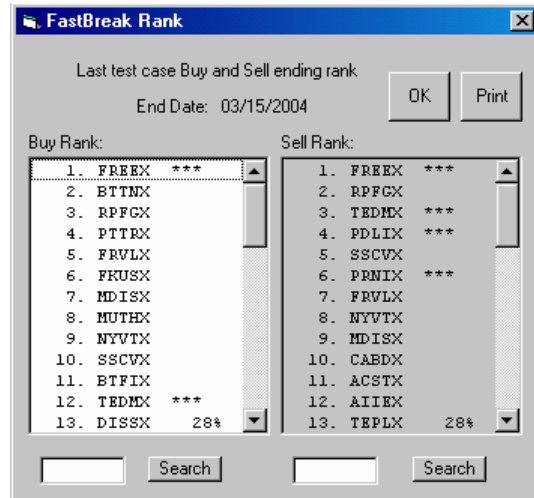 FastBreak Rank
Last test case Buy and Sell ending rank
End Date: 03/15/2004
OK
Print
Buy Rank:
1. FREEX ***
2. BTTNX
3. RPFGX
4. PTTRX
5. FRVLX
6. FKUSX
7. MDISX
8. MUTHX
9. NYVTX
10. SSCVX
11. BTFIX
12. TEDMX ***
13. DISSX 28%
Search
Sell Rank:
1. FREEX ***
2. RPFGX
3. TEDMX ***
4. PDLIX ***
5. SSCVX
6. PRNIX ***
7. FRVLX
8. NYVTX
9. MDISX
10. CABDX
11. ACSTX
12. AIIEX
13. TEPLX 28%
Search